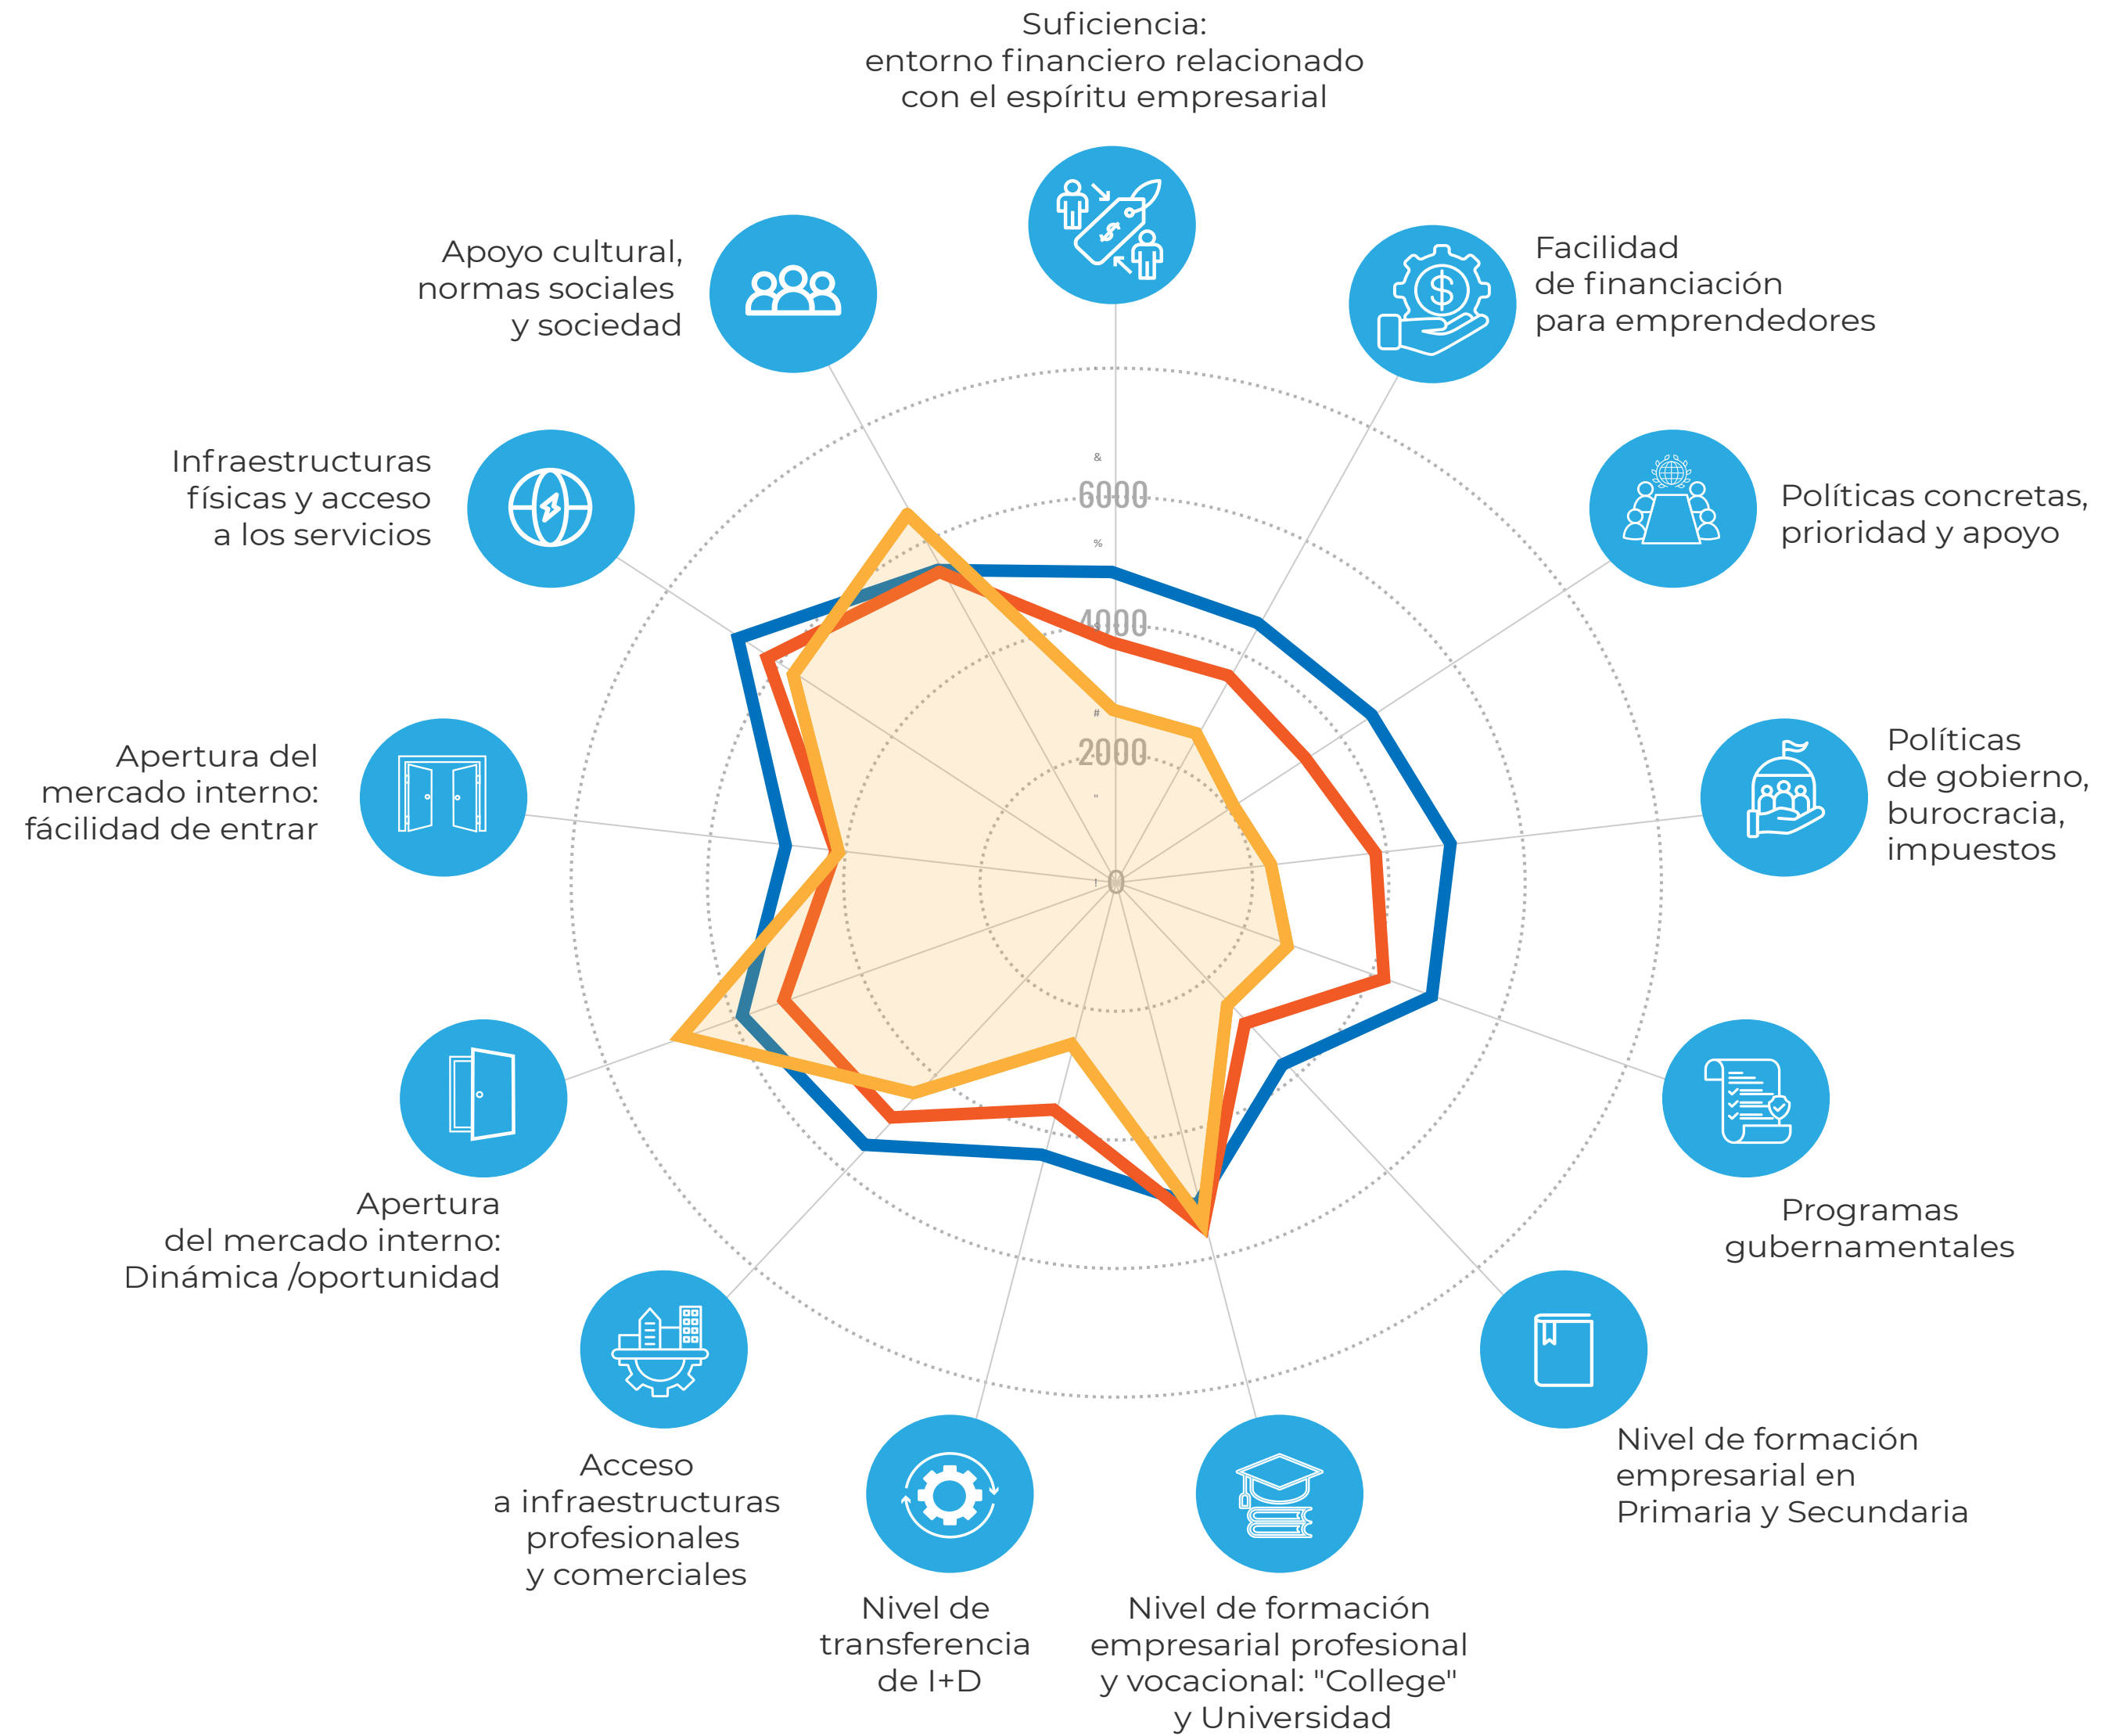 Suficiencia:
entorno financiero relacionado
con el espíritu empresarial
Facilidad
de financiación
para emprendedores
Políticas concretas,
prioridad y apoyo
Políticas
de gobierno,
burocracia,
impuestos
Programas
gubernamentales
Nivel de formación
empresarial en
Primaria y Secundaria
Nivel de formación
empresarial profesional
y vocacional: "College"
y Universidad
Nivel de
transferencia
de I+D
Acceso
a infraestructuras
profesionales
y comerciales
Apertura
del mercado interno:
Dinámica /oportunidad
Apertura del
mercado interno:
fácilidad de entrar
Infraestructuras
físicas y acceso
a los servicios
Apoyo cultural,
normas sociales
y sociedad
&
6000
%
4000
#
2000
"
!
0